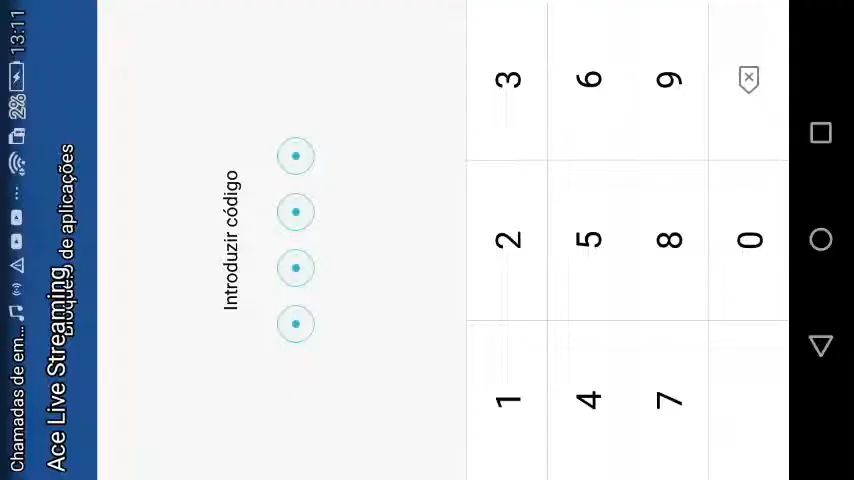 Chamadas de em... 2% 13:11
Ace Live Streaming
Bloqueio de aplicações
Introduzir código
1 2 3
4 5 6
7 8 9
0